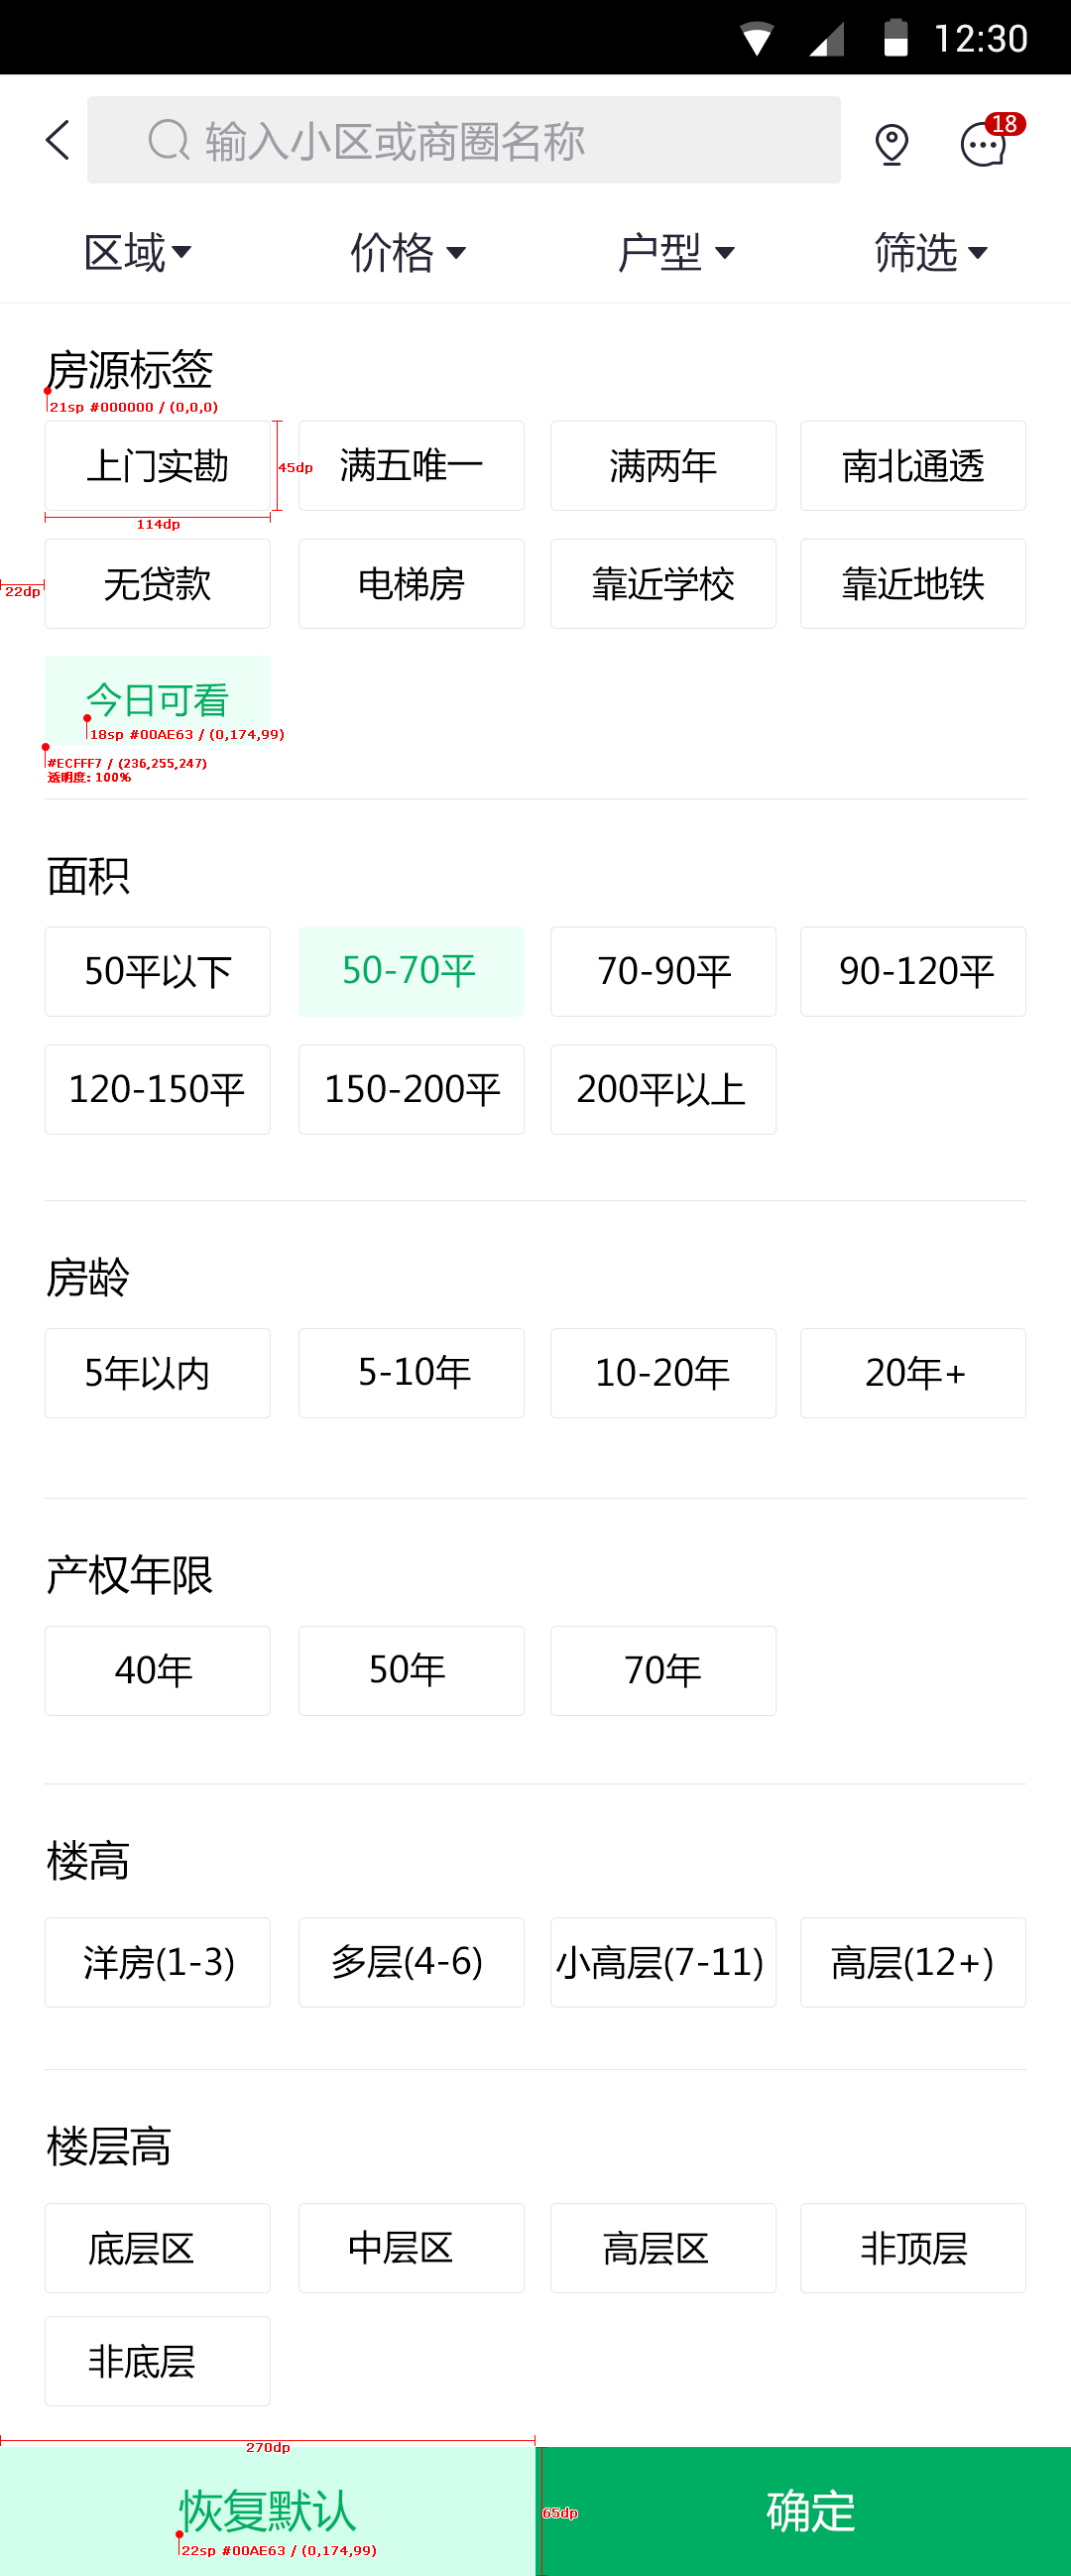 12:30
输入小区或商圈名称
18
区域 价格 户型 筛选
房源标签
21sp #000000 / (0,0,0)
上门实勘 满五唯一 满两年 南北通透
45dp
114dp
无贷款 电梯房 靠近学校 靠近地铁
22dp
今日可看
18sp #00AE63 / (0,174,99)
#ECFFF7 / (236,255,247)
透明度: 100%
面积
50平以下 50-70平 70-90平 90-120平
120-150平 150-200平 200平以上
房龄
5年以内 5-10年 10-20年 20年+
产权年限
40年 50年 70年
楼高
洋房(1-3) 多层(4-6) 小高层(7-11) 高层(12+)
楼层高
底层区 中层区 高层区 非顶层
非底层
270dp
恢复默认 确定
65dp
22sp #00AE63 / (0,174,99)